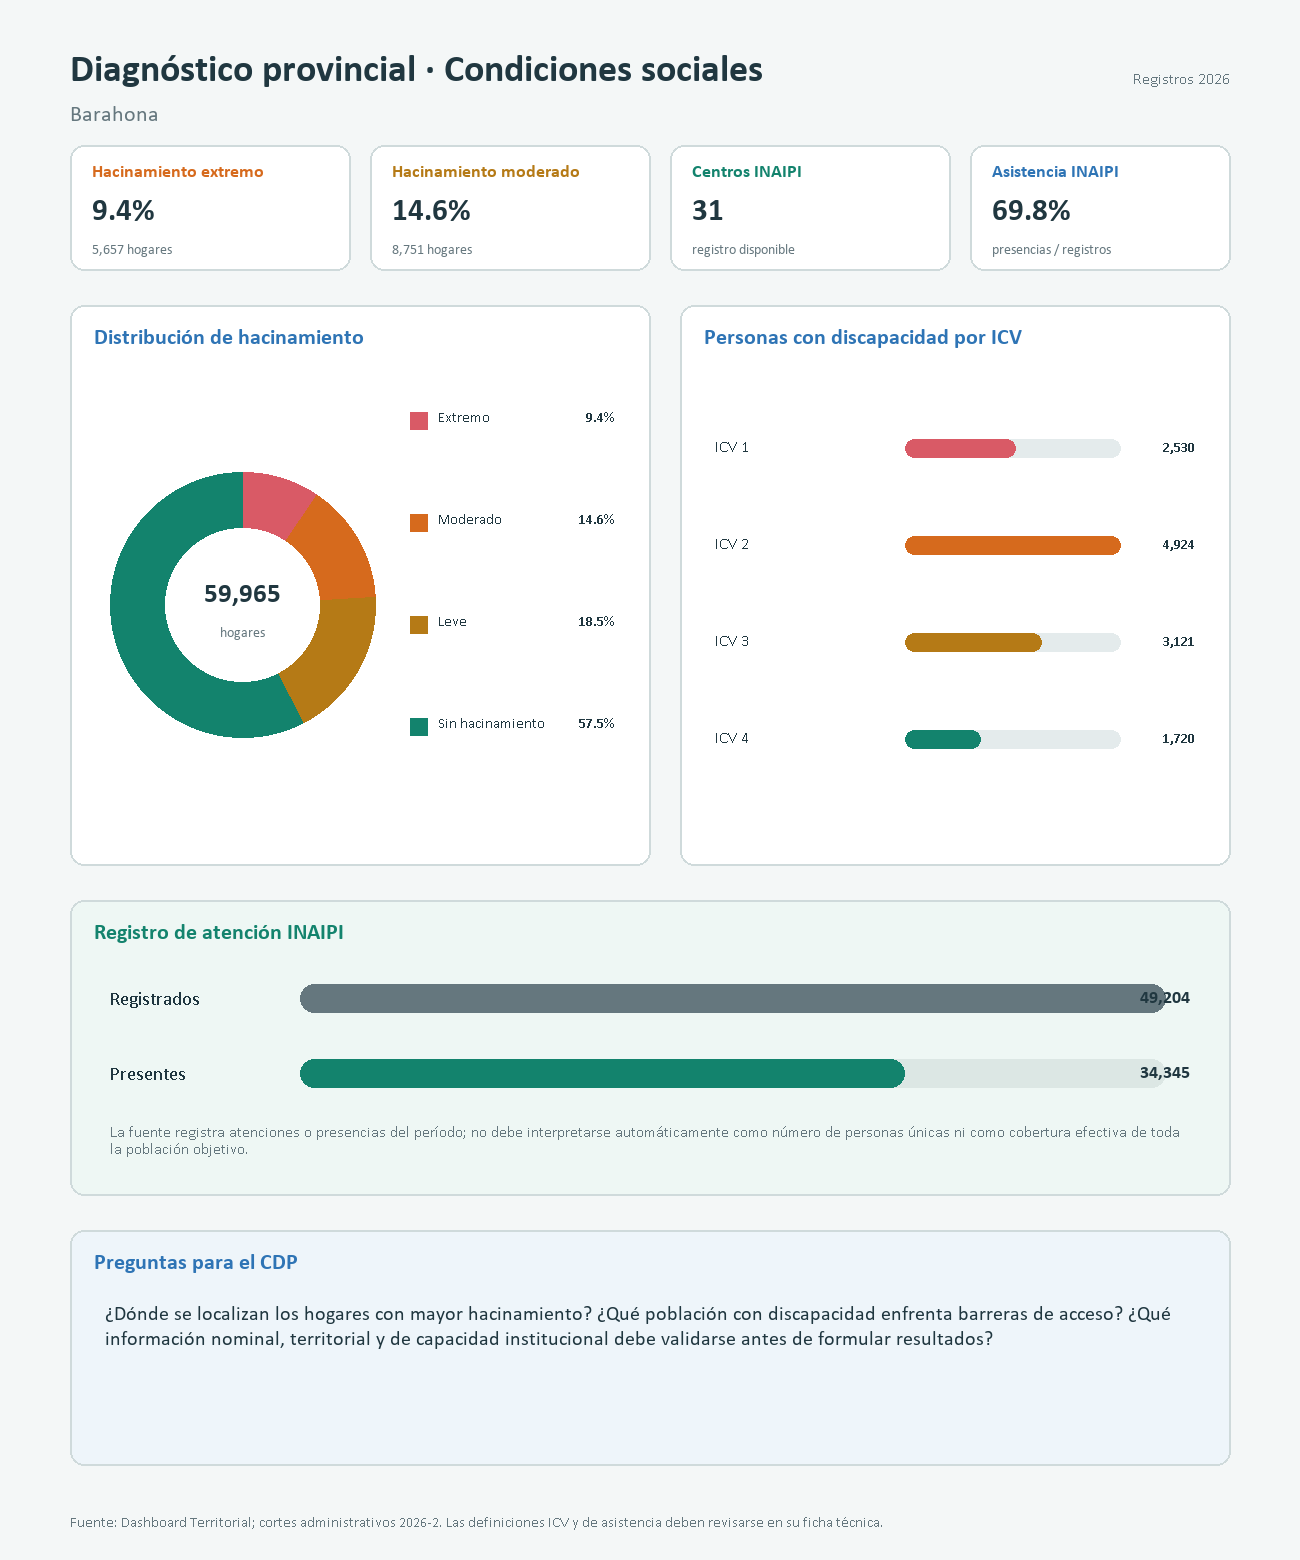 Diagnóstico provincial · Condiciones sociales
Registros 2026
Barahona
Hacinamiento extremo
9.4%
5,657 hogares
Hacinamiento moderado
14.6%
8,751 hogares
Centros INAIPI
31
registro disponible
Asistencia INAIPI
69.8%
presencias / registros
Distribución de hacinamiento
Extremo 9.4%
Moderado 14.6%
Leve 18.5%
Sin hacinamiento 57.5%
59,965
hogares
Personas con discapacidad por ICV
ICV 1 2,530
ICV 2 4,924
ICV 3 3,121
ICV 4 1,720
Registro de atención INAIPI
Registrados 49,204
Presentes 34,345
La fuente registra atenciones o presencias del período; no debe interpretarse automáticamente como número de personas únicas ni como cobertura efectiva de toda
la población objetivo.
Preguntas para el CDP
¿Dónde se localizan los hogares con mayor hacinamiento? ¿Qué población con discapacidad enfrenta barreras de acceso? ¿Qué
información nominal, territorial y de capacidad institucional debe validarse antes de formular resultados?
Fuente: Dashboard Territorial; cortes administrativos 2026-2. Las definiciones ICV y de asistencia deben revisarse en su ficha técnica.